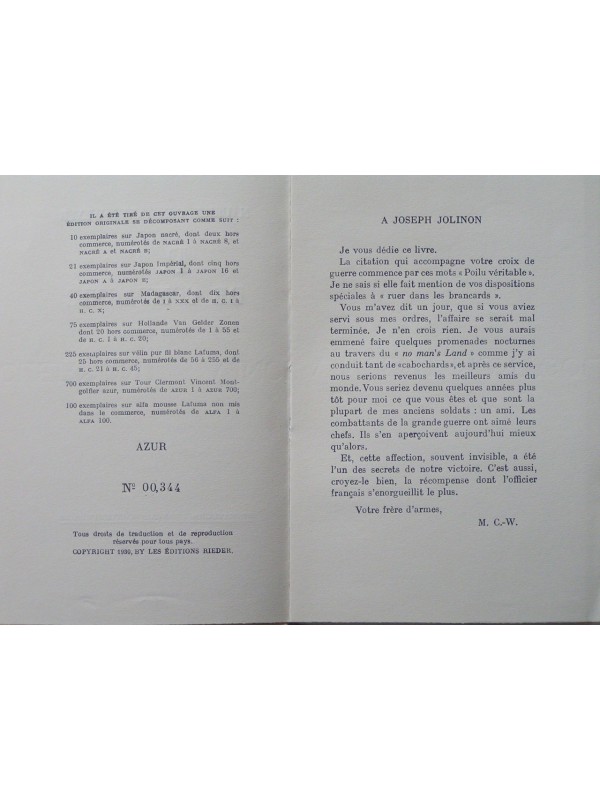 IL A ÉTÉ TIRÉ DE CET OUVRAGE UNE
ÉDITION ORIGINALE SE DÉCOMPOSANT COMME SUIT :
10 exemplaires sur Japon nacré, dont deux hors
commerce, numérotés de NACRÉ 1 à NACRÉ 8, et
NACRÉ A et NACRÉ B;
21 exemplaires sur Japon Impérial, dont cinq hors
commerce, numérotés JAPON 1 à JAPON 16 et
JAPON A à JAPON E;
40 exemplaires sur Madagascar, dont dix hors
commerce, numérotés de I à XXX et de H. C. I à
H. C. X;
75 exemplaires sur Hollande Van Gelder Zonen
dont 20 hors commerce, numérotés de 1 à 55 et
de H. C. 1 à H. C. 20;
225 exemplaires sur vélin pur fil blanc Lafuma, dont
25 hors commerce, numérotés de 56 à 255 et de
H. C. 21 à H. C. 45;
700 exemplaires sur Tour Clermont Vincent Mont-
golfier azur, numérotés de AZUR 1 à AZUR 700;
100 exemplaires sur alfa mousse Lafuma non mis
dans le commerce, numérotés de ALFA 1 à
ALFA 100.
AZUR
Nº 00,344
Tous droits de traduction et de reproduction
réservés pour tous pays.
COPYRIGHT 1930, BY LES ÉDITIONS RIEDER.
A JOSEPH JOLINON
Je vous dédie ce livre.
La citation qui accompagne votre croix de
guerre commence par ces mots « Poilu véritable ».
Je ne sais si elle fait mention de vos dispositions
spéciales à « ruer dans les brancards ».
Vous m'avez dit un jour, que si vous aviez
servi sous mes ordres, l'affaire se serait mal
terminée. Je n'en crois rien. Je vous aurais
emmené faire quelques promenades nocturnes
au travers du « no man's Land » comme j'y ai
conduit tant de «cabochards», et après ce service,
nous serions revenus les meilleurs amis du
monde. Vous seriez devenu quelques années plus
tôt pour moi ce que vous êtes et que sont la
plupart de mes anciens soldats : un ami. Les
combattants de la grande guerre ont aimé leurs
chefs. Ils s'en aperçoivent aujourd'hui mieux
qu'alors.
Et, cette affection, souvent invisible, a été
l'un des secrets de notre victoire. C'est aussi,
croyez-le bien, la récompense dont l'officier
français s'enorgueillit le plus.
Votre frère d'armes,
M. C.-W.